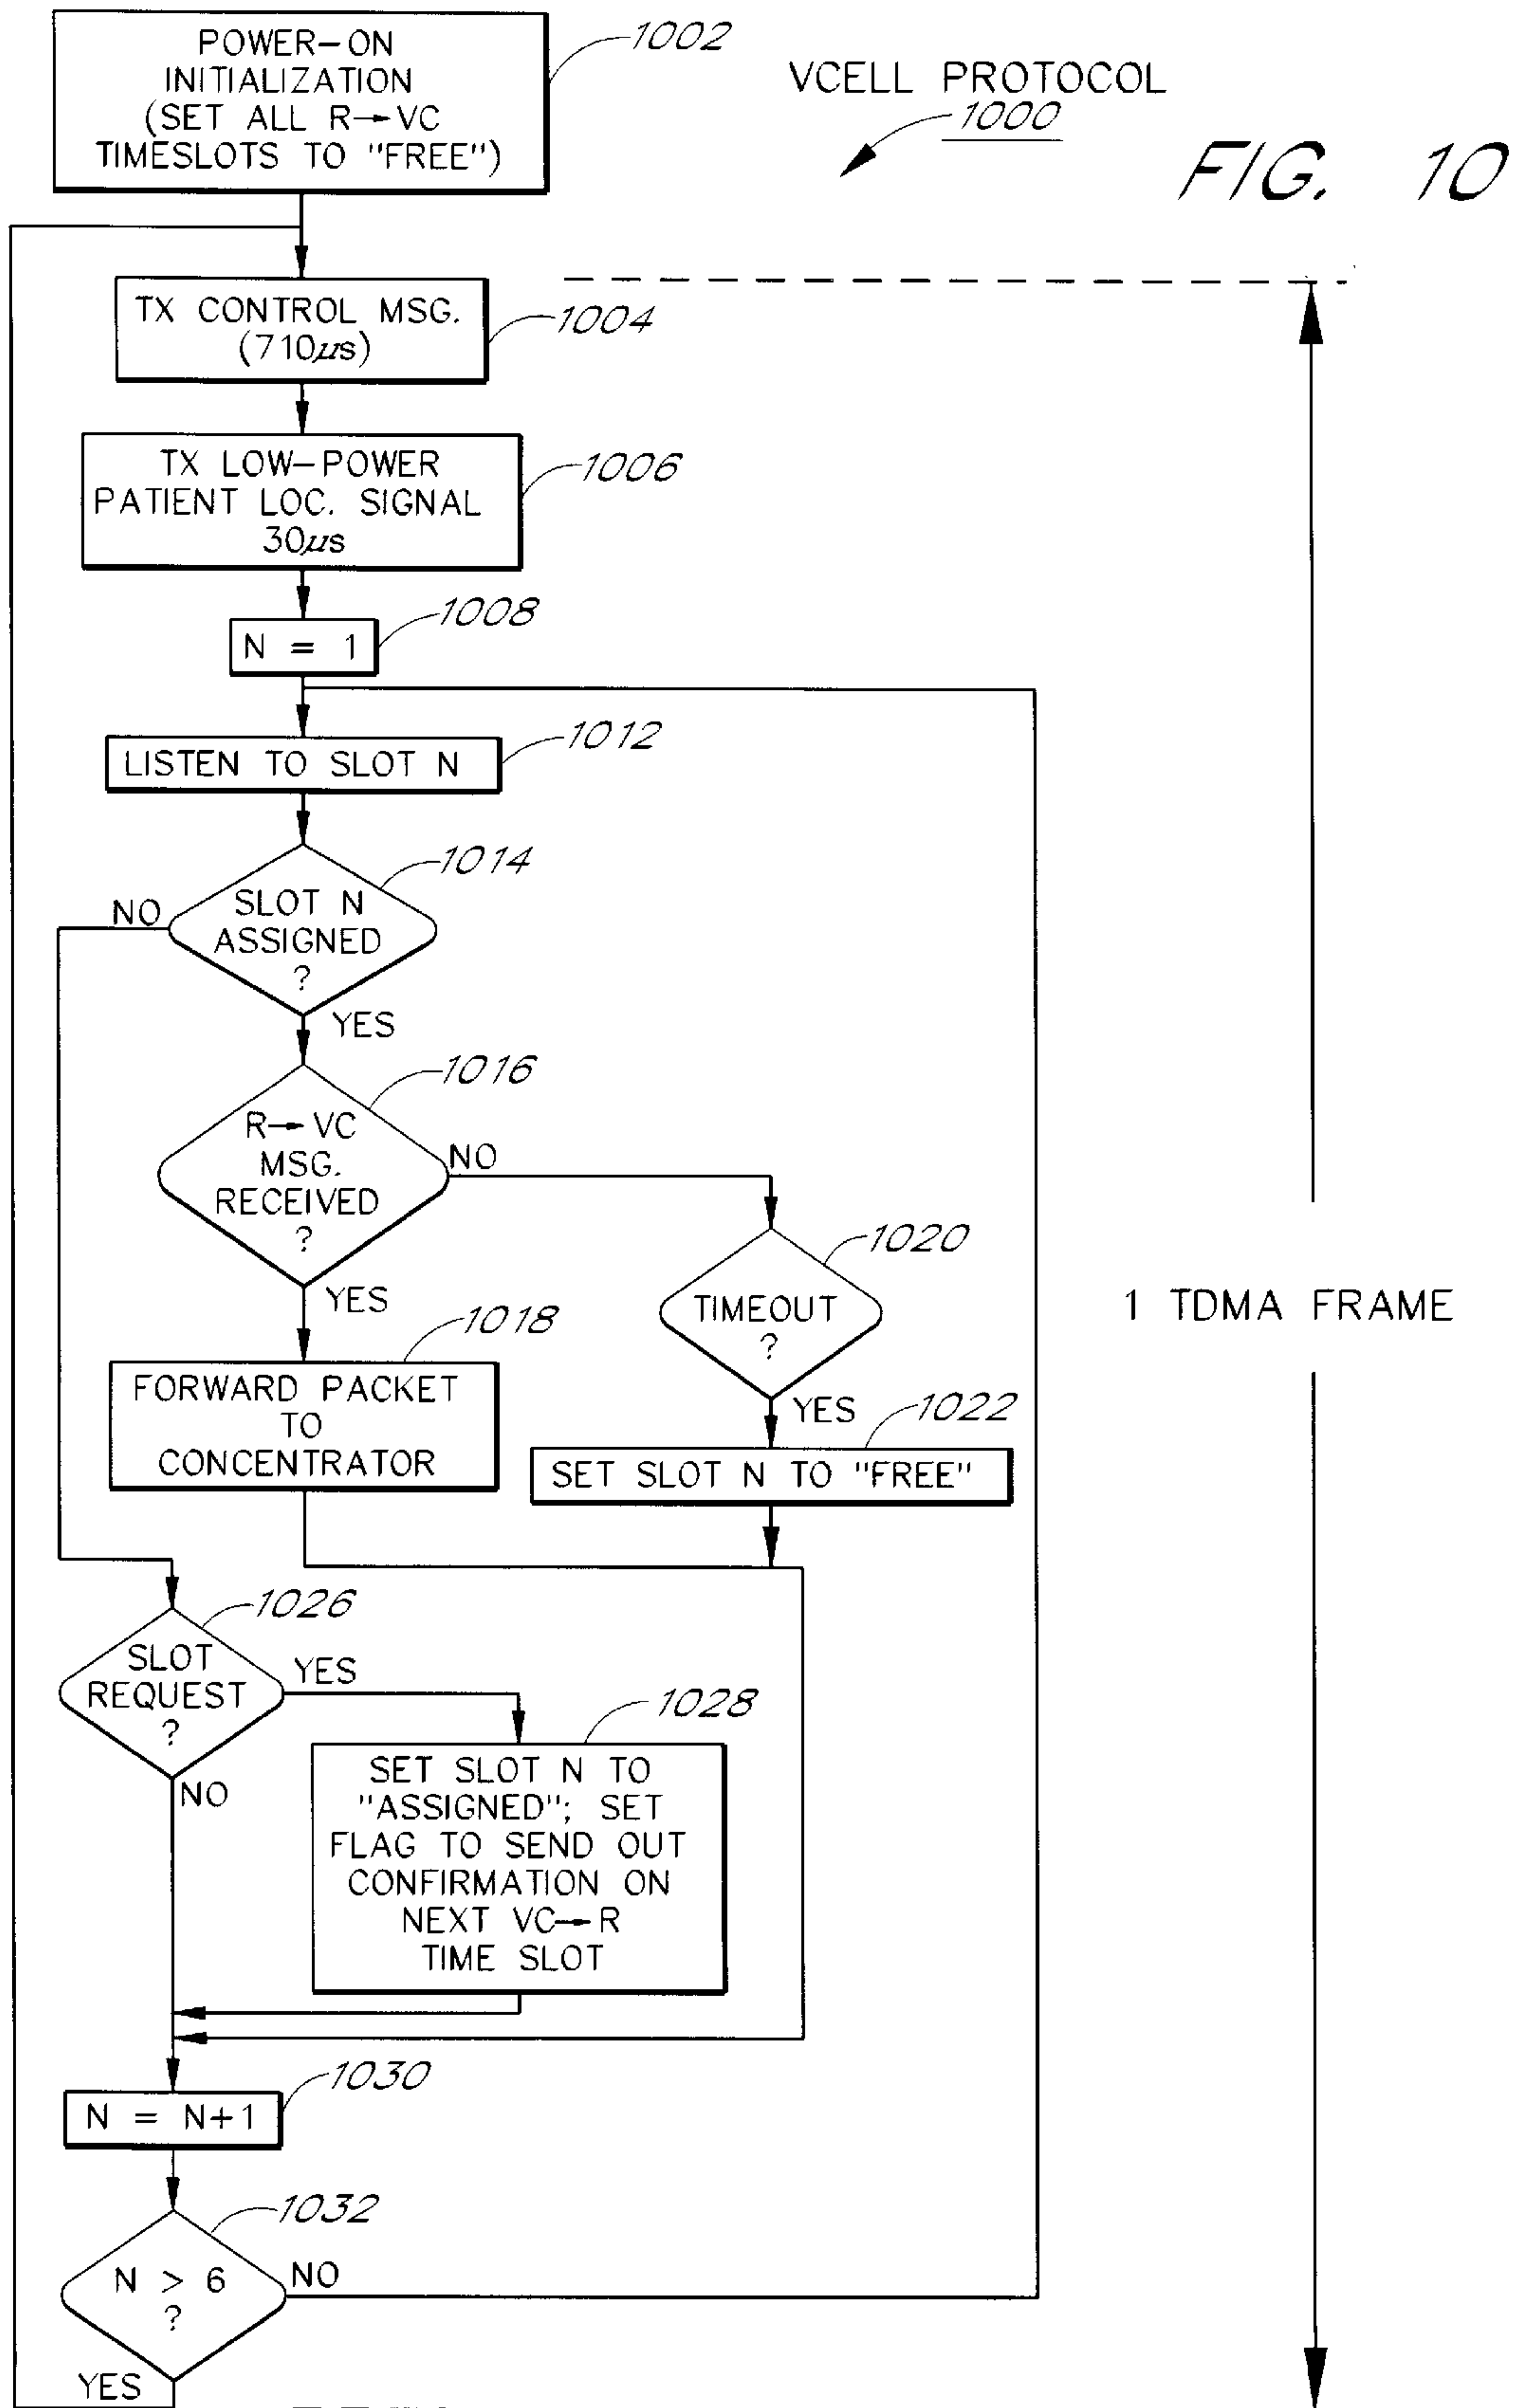 POWER-ON
INITIALIZATION
(SET ALL R→VC
TIMESLOTS TO "FREE")
1002
VCELL PROTOCOL
1000
FIG. 10
TX CONTROL MSG.
(710µs)
1004
TX LOW-POWER
PATIENT LOC. SIGNAL
30µs
1006
N = 1
1008
LISTEN TO SLOT N
1012
SLOT N
ASSIGNED
?
1014
NO
YES
R→VC
MSG.
RECEIVED
?
1016
NO
YES
TIMEOUT
?
1020
YES
1 TDMA FRAME
FORWARD PACKET
TO
CONCENTRATOR
1018
SET SLOT N TO "FREE"
1022
SLOT
REQUEST
?
1026
YES
NO
SET SLOT N TO
"ASSIGNED"; SET
FLAG TO SEND OUT
CONFIRMATION ON
NEXT VC→R
TIME SLOT
1028
N = N+1
1030
N > 6
?
1032
NO
YES